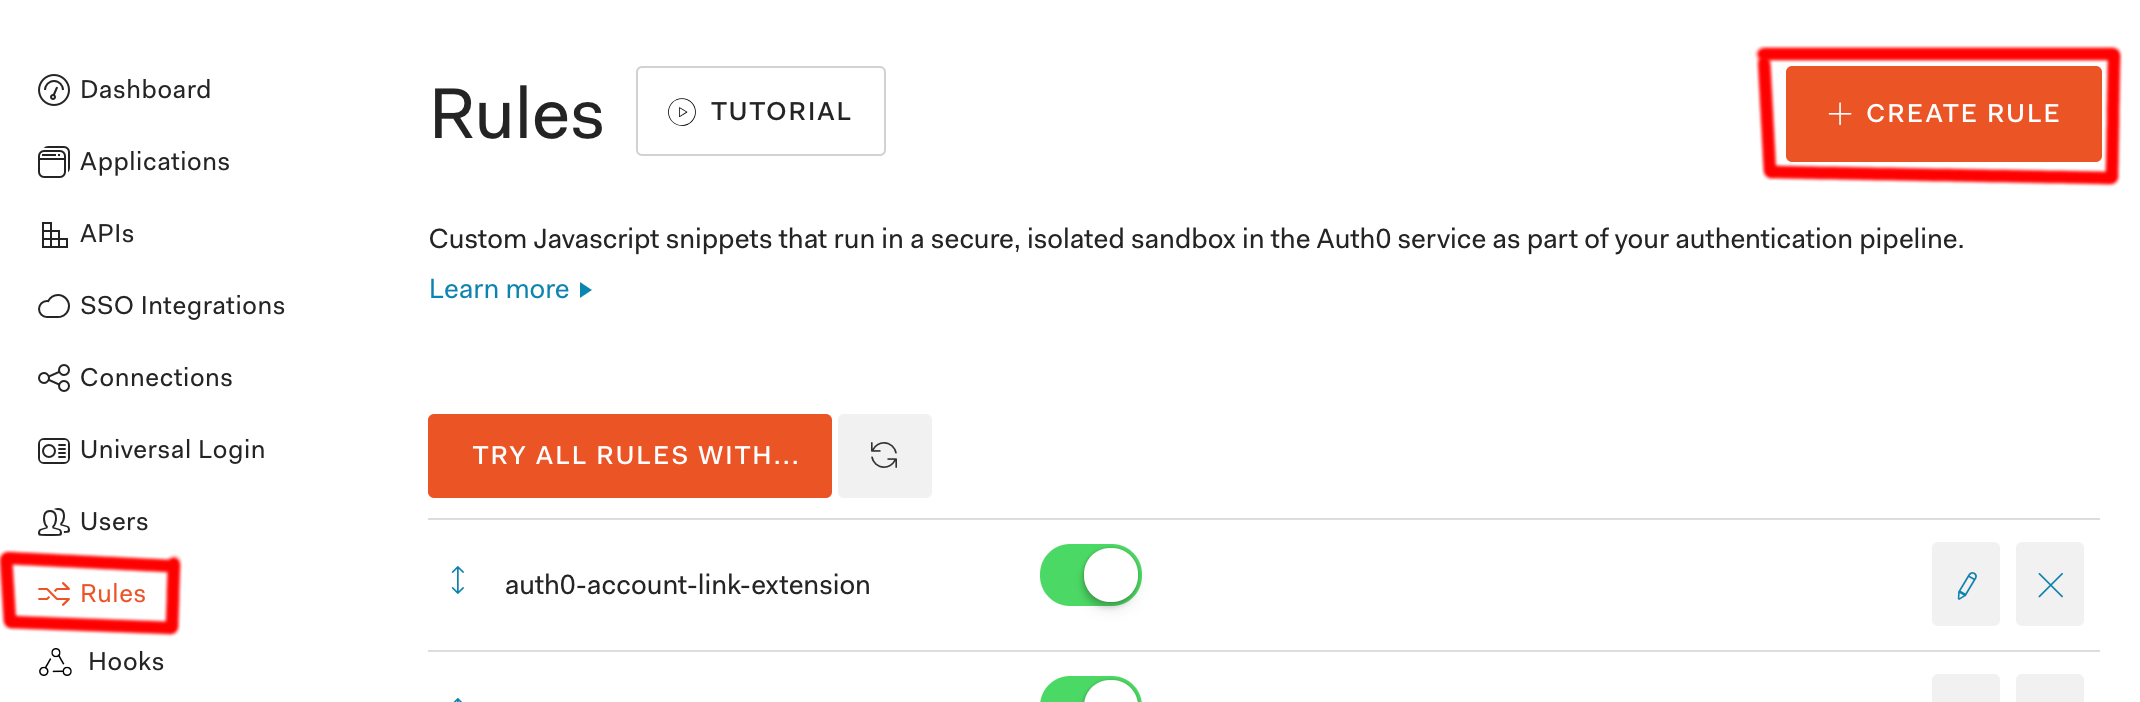 Dashboard
Applications
APIs
SSO Integrations
Connections
Universal Login
Users
Rules
Hooks
Rules
TUTORIAL
CREATE RULE
Custom Javascript snippets that run in a secure, isolated sandbox in the Auth0 service as part of your authentication pipeline.
Learn more
TRY ALL RULES WITH...
auth0-account-link-extension